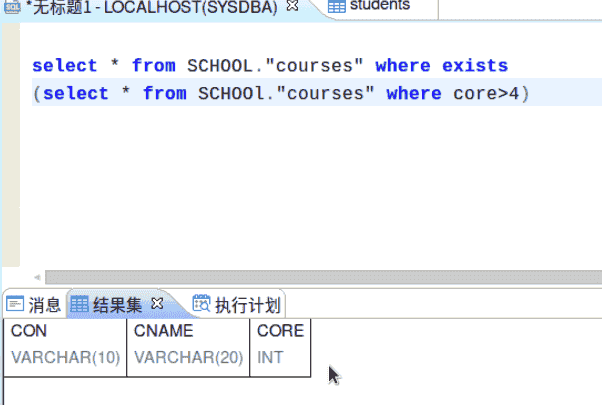 *无标题1 - LOCALHOST(SYSDBA)
students
select * from SCHOOL."courses" where exists
(select * from SCHOOl."courses" where core>4)
消息
结果集
执行计划
CON
CNAME
CORE
VARCHAR(10)
VARCHAR(20)
INT